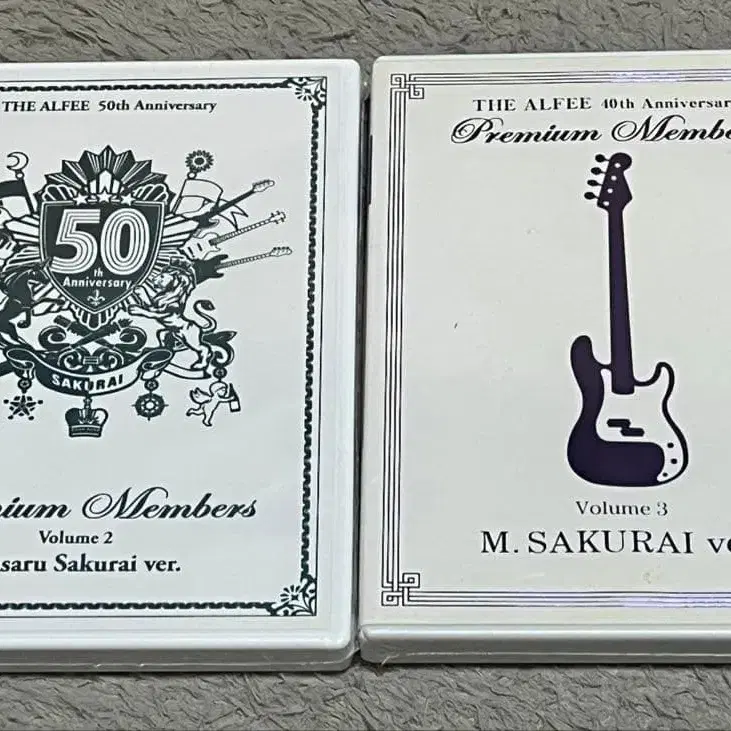 THE ALFEE 50th Anniversary
50
th
Anniversary
SAKURAI
ium Members
Volume 2
saru Sakurai ver.
THE ALFEE 40th Anniversar
Premium Membe
Volume 3
M. SAKURAI ve